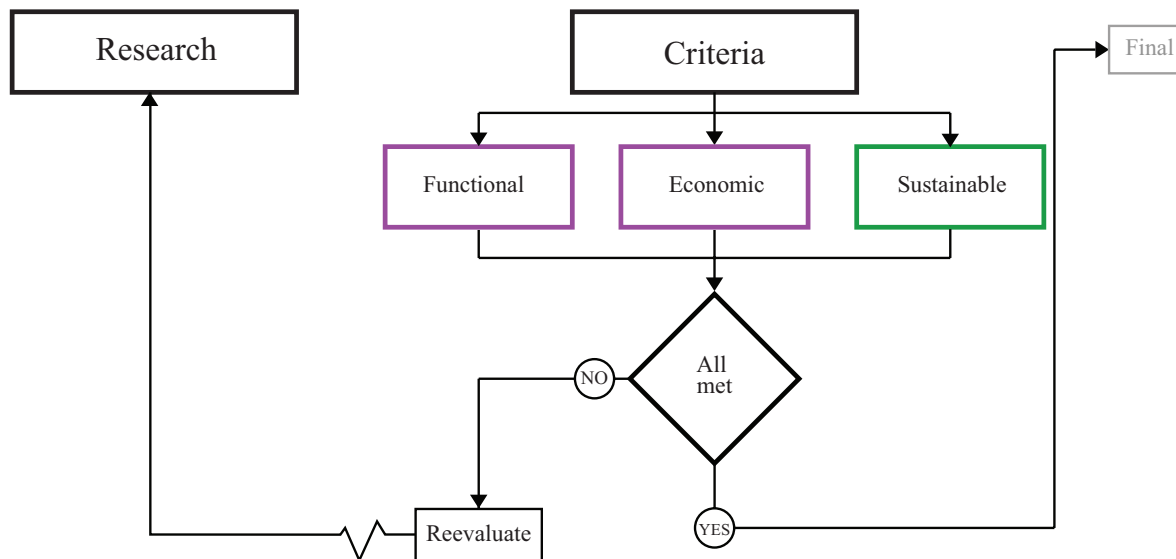 Research
Criteria
Final
Functional
Economic
Sustainable
All
met
NO
Reevaluate
YES